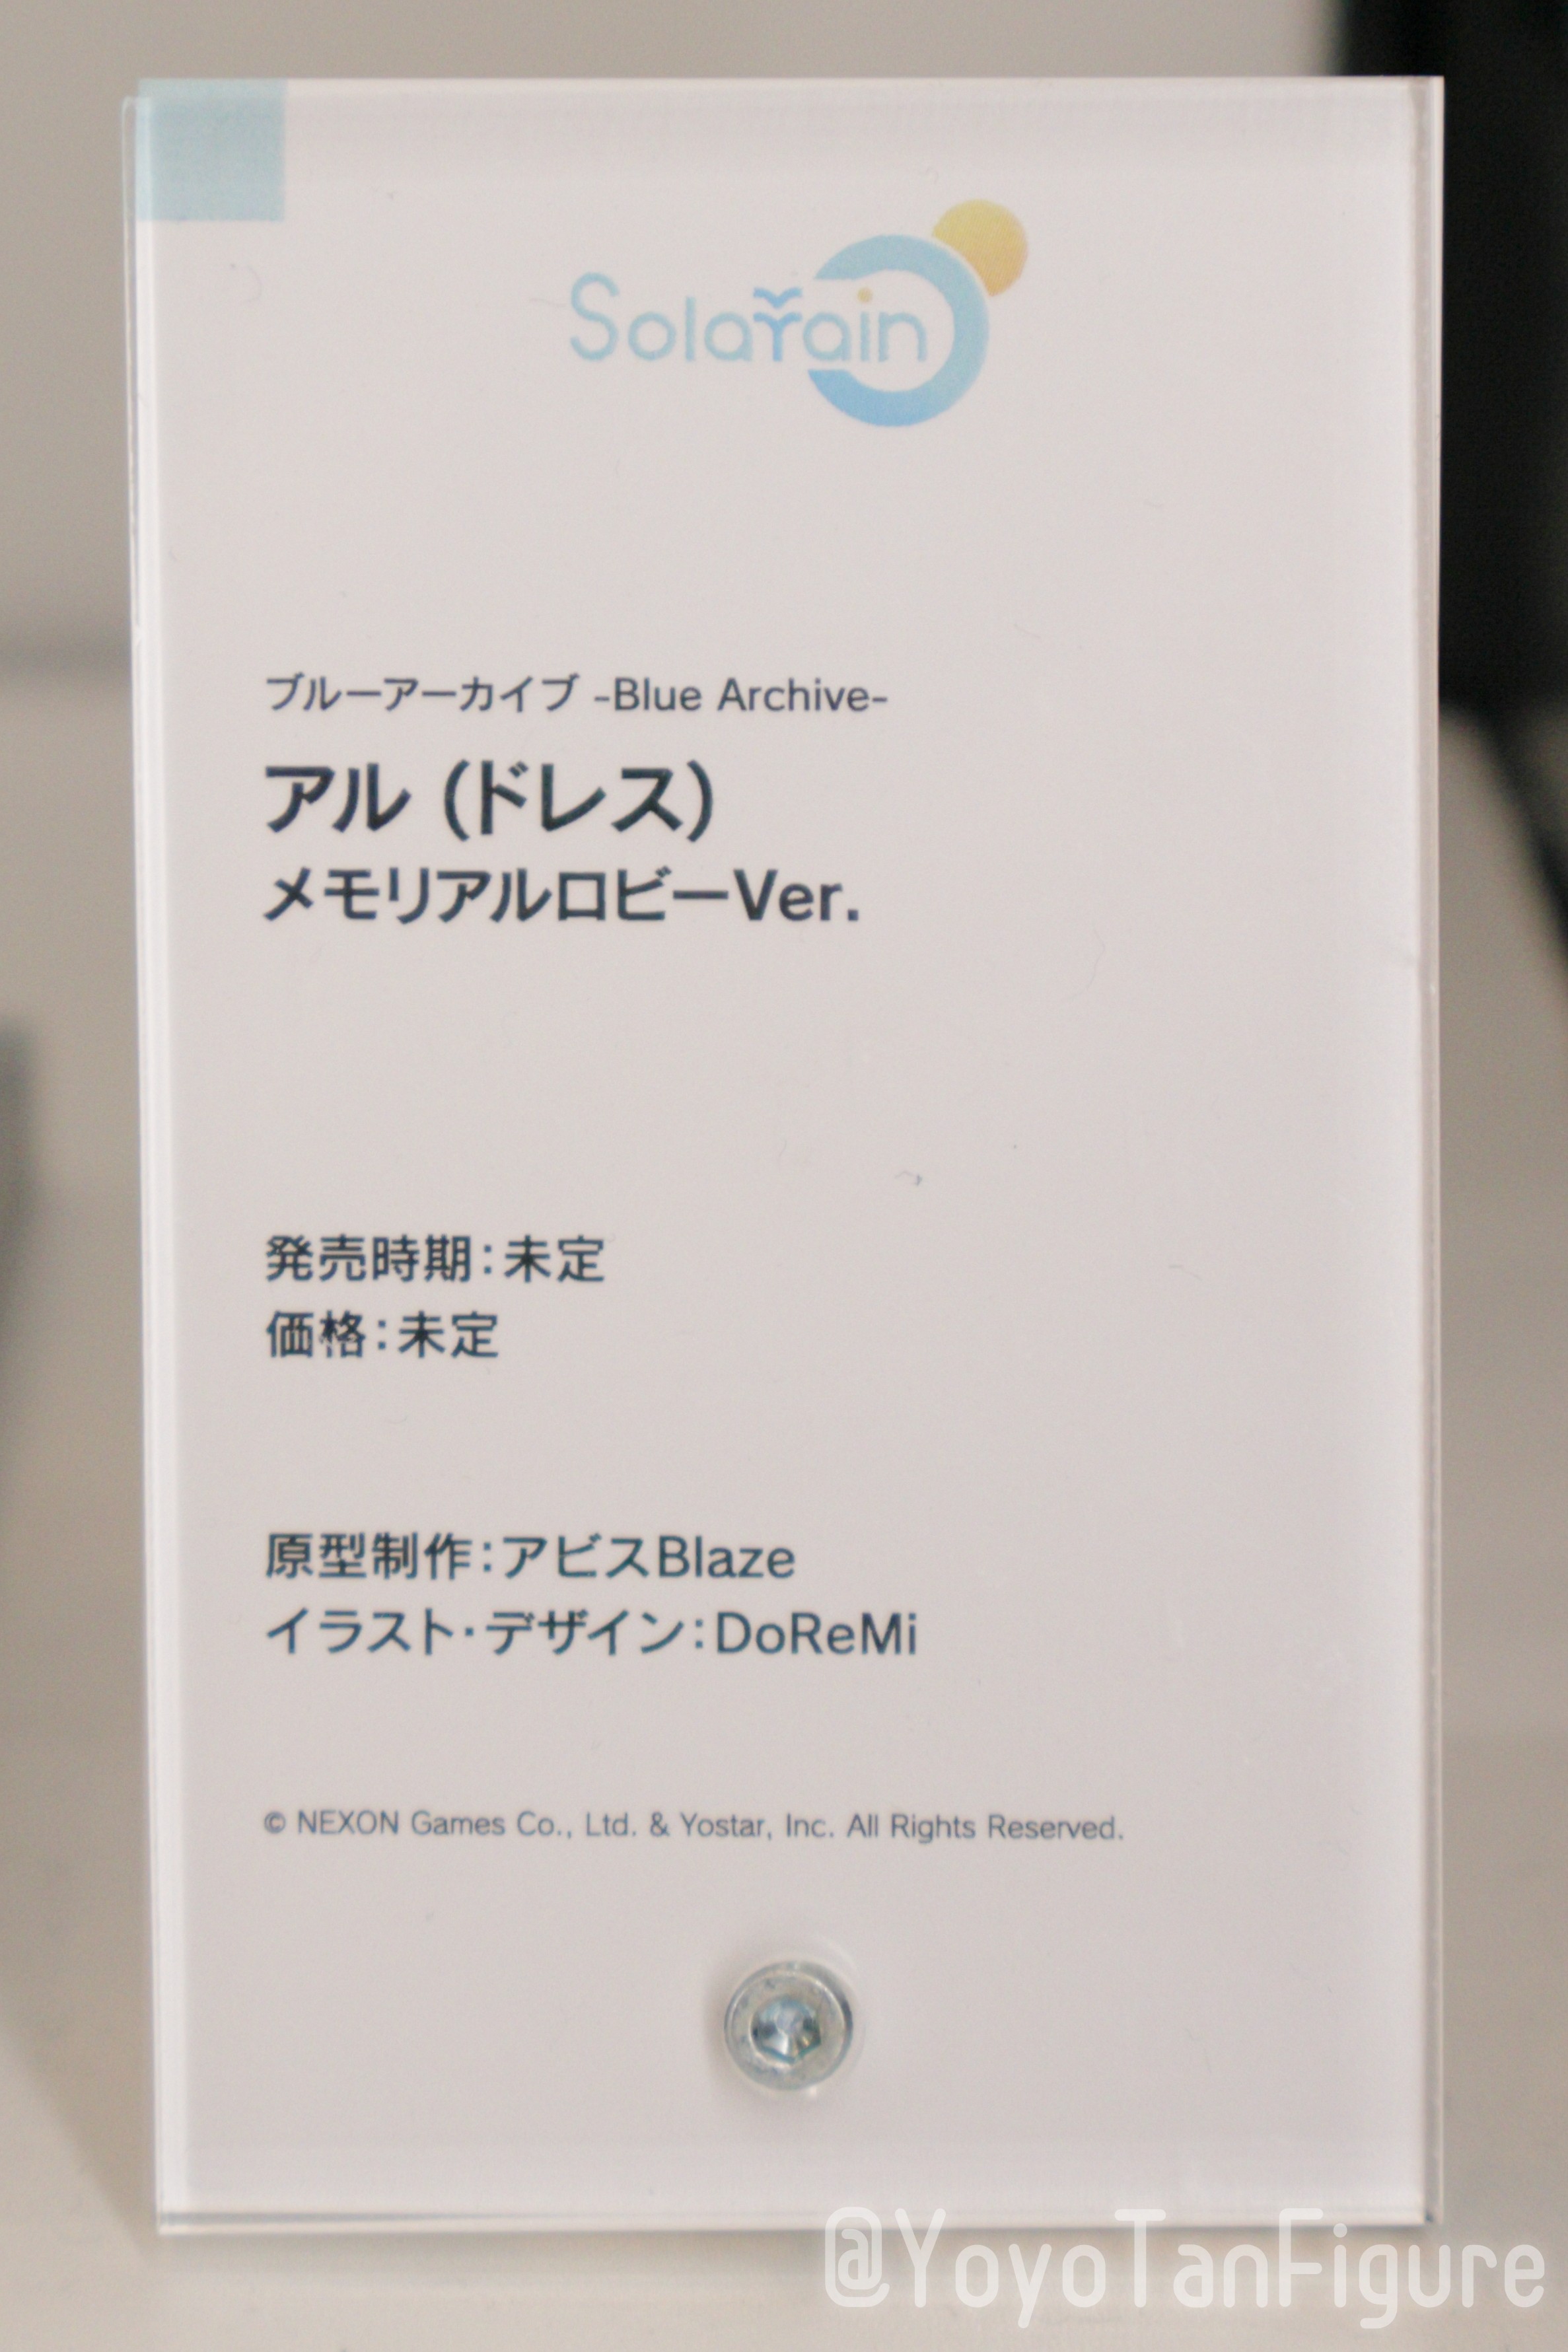 Solarain
ブルーアーカイブ -Blue Archive-
アル (ドレス)
メモリアルロビーVer.
発売時期：未定
価格：未定
原型制作：アビスBlaze
イラスト・デザイン：DoReMi
© NEXON Games Co., Ltd. & Yostar, Inc. All Rights Reserved.
@YoyoTanFigure